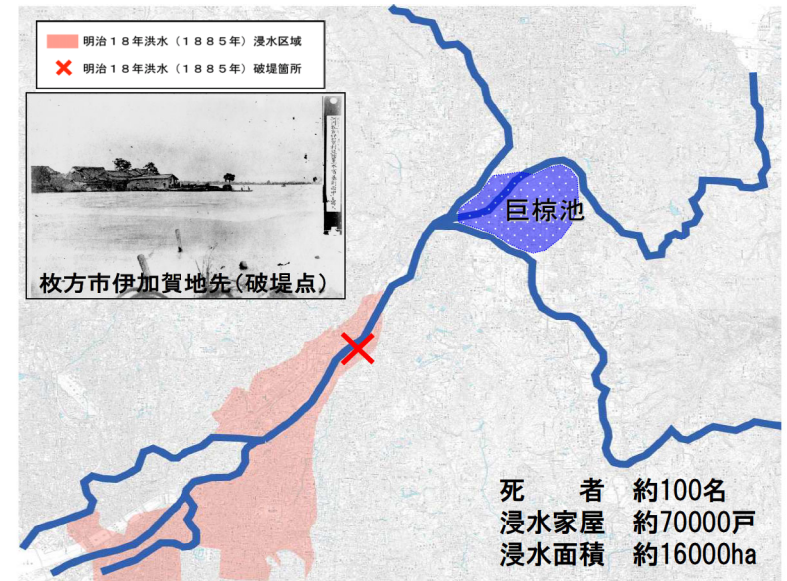 明治１８年洪水（１８８５年）浸水区域
明治１８年洪水（１８８５年）破堤箇所
枚方市伊加賀地先（破堤点）
巨椋池
死　　者　約100名
浸水家屋　約70000戸
浸水面積　約16000ha